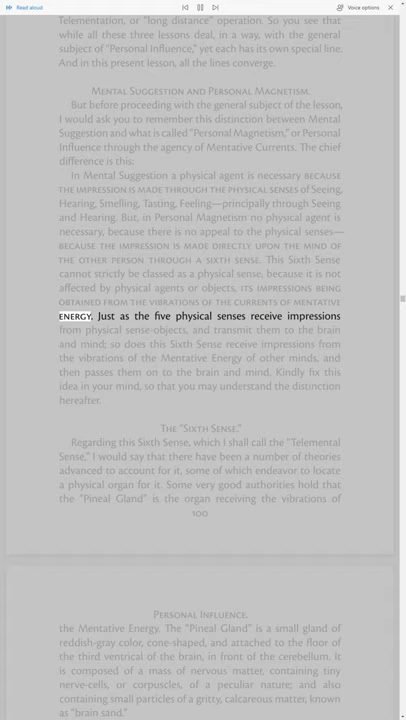 Read aloud
Voice options
Telementation, or "long distance" operation. So you see that
while all these three lessons deal, in a way, with the general
subject of "Personal Influence," yet each has its own special line.
And in this present lesson, all the lines converge.
Mental Suggestion and Personal Magnetism.
But before proceeding with the general subject of the lesson,
I would ask you to remember this distinction between Mental
Suggestion and what is called "Personal Magnetism," or Personal
Influence through the agency of Mentative Currents. The chief
difference is this:
In Mental Suggestion a physical agent is necessary BECAUSE
THE IMPRESSION IS MADE THROUGH THE PHYSICAL SENSES of Seeing,
Hearing, Smelling, Tasting, Feeling—principally through Seeing
and Hearing. But, in Personal Magnetism no physical agent is
necessary, because there is no appeal to the physical senses—
BECAUSE THE IMPRESSION IS MADE DIRECTLY UPON THE MIND OF
THE OTHER PERSON THROUGH A SIXTH SENSE. This Sixth Sense
cannot strictly be classed as a physical sense, because it is not
affected by physical agents or objects, ITS IMPRESSIONS BEING
OBTAINED FROM THE VIBRATIONS OF THE CURRENTS OF MENTATIVE
ENERGY. Just as the five physical senses receive impressions
from physical sense-objects, and transmit them to the brain
and mind; so does this Sixth Sense receive impressions from
the vibrations of the Mentative Energy of other minds, and
then passes them on to the brain and mind. Kindly fix this
idea in your mind, so that you may understand the distinction
hereafter.
The "Sixth Sense."
Regarding this Sixth Sense, which I shall call the "Telemental
Sense," I would say that there have been a number of theories
advanced to account for it, some of which endeavor to locate
a physical organ for it. Some very good authorities hold that
the "Pineal Gland" is the organ receiving the vibrations of
100
Personal Influence.
the Mentative Energy. The "Pineal Gland" is a small gland of
reddish-gray color, cone-shaped, and attached to the floor of
the third ventrical of the brain, in front of the cerebellum. It
is composed of a mass of nervous matter, containing tiny
nerve-cells, or corpuscles, of a peculiar nature; and also
containing small particles of a gritty, calcareous matter, known
as "brain sand."